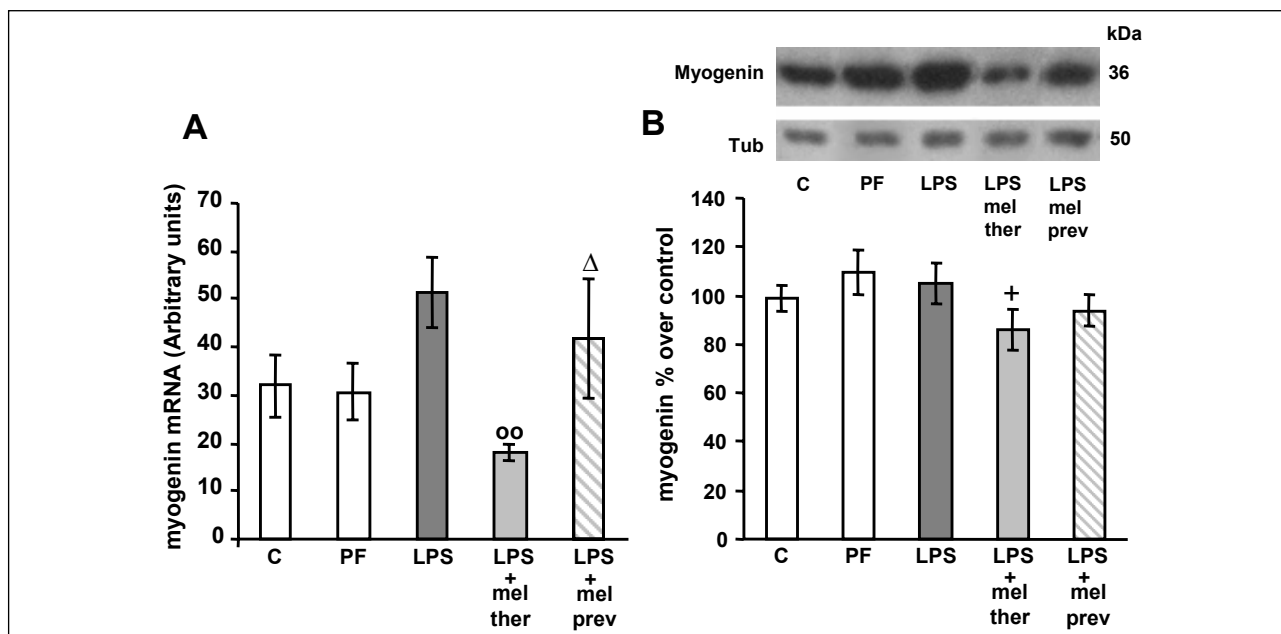 kDa
Myogenin 36
Tub 50
C PF LPS LPS LPS
mel mel
ther prev
A
myogenin mRNA (Arbitrary units)
70
60
50
40
30
20
10
0
oo
Δ
C PF LPS LPS LPS
+ +
mel mel
ther prev
B
myogenin % over control
140
120
100
80
60
40
20
0
+
C PF LPS LPS LPS
+ mel + mel
ther prev